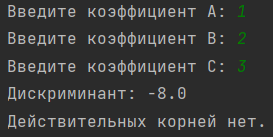 Введите коэффициент A: 1
Введите коэффициент B: 2
Введите коэффициент C: 3
Дискриминант: -8.0
Действительных корней нет.